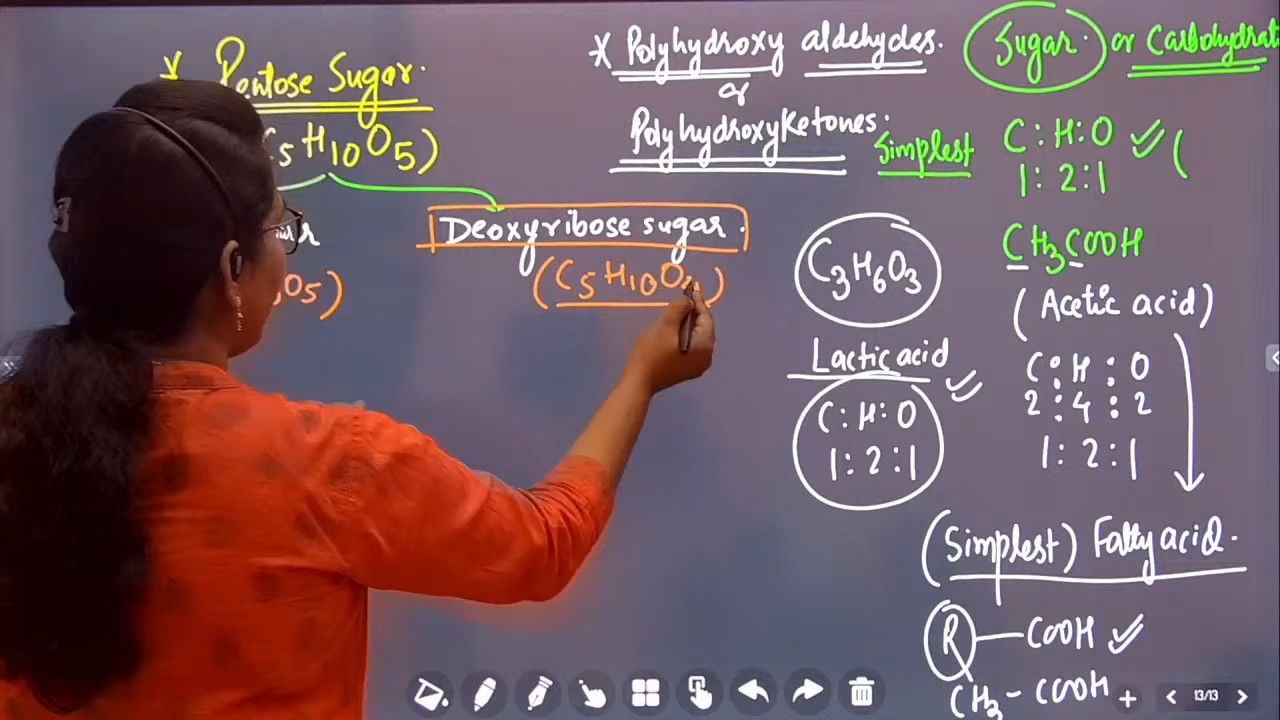 * Pentose Sugar.
C5H10O5)
Deoxyribose sugar.
(C5H10O4)
O5)
* Polyhydroxy aldehydes.
or
PolyhydroxyKetones:
Sugar. or Carbohydrat
Simplest C:H:O (
1:2:1
CH3COOH
(Acetic acid)
C:H:O
2:4:2
1:2:1
C3H6O3
Lactic acid
C:H:O
1:2:1
(Simplest) Fatty acid.
R—COOH
CH3-COOH
13/13